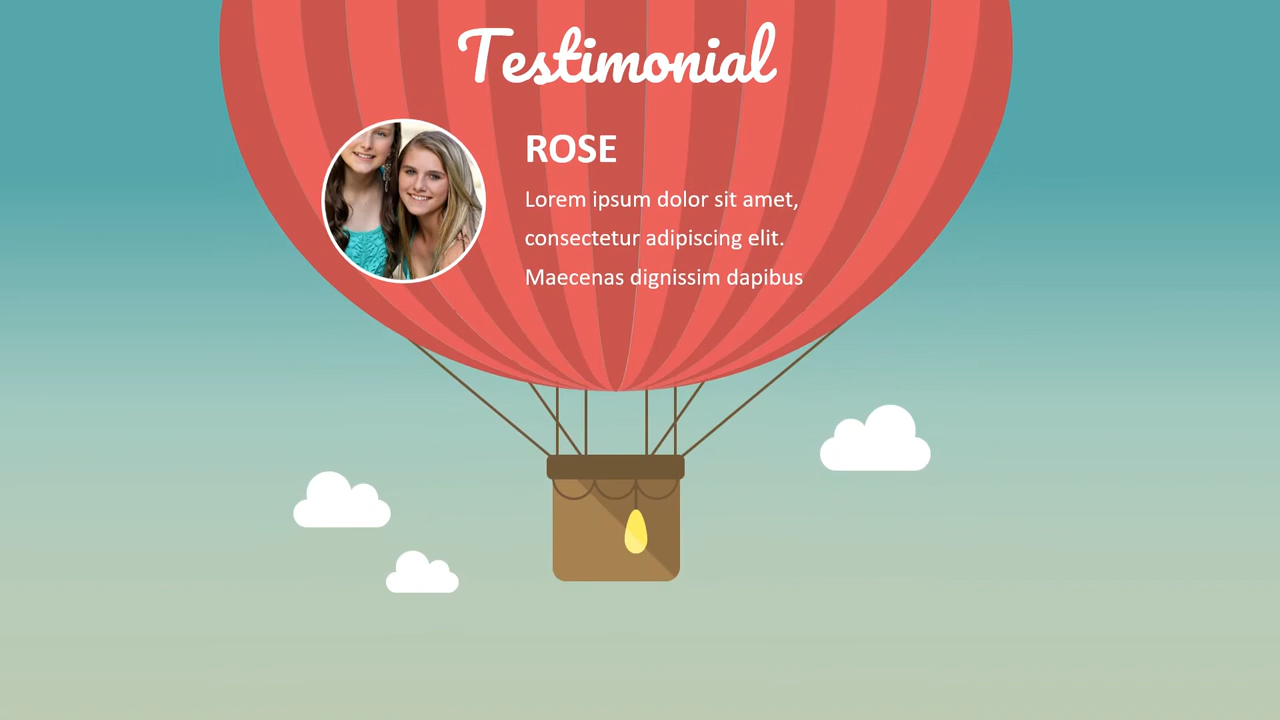 Testimonial
ROSE
Lorem ipsum dolor sit amet,
consectetur adipiscing elit.
Maecenas dignissim dapibus